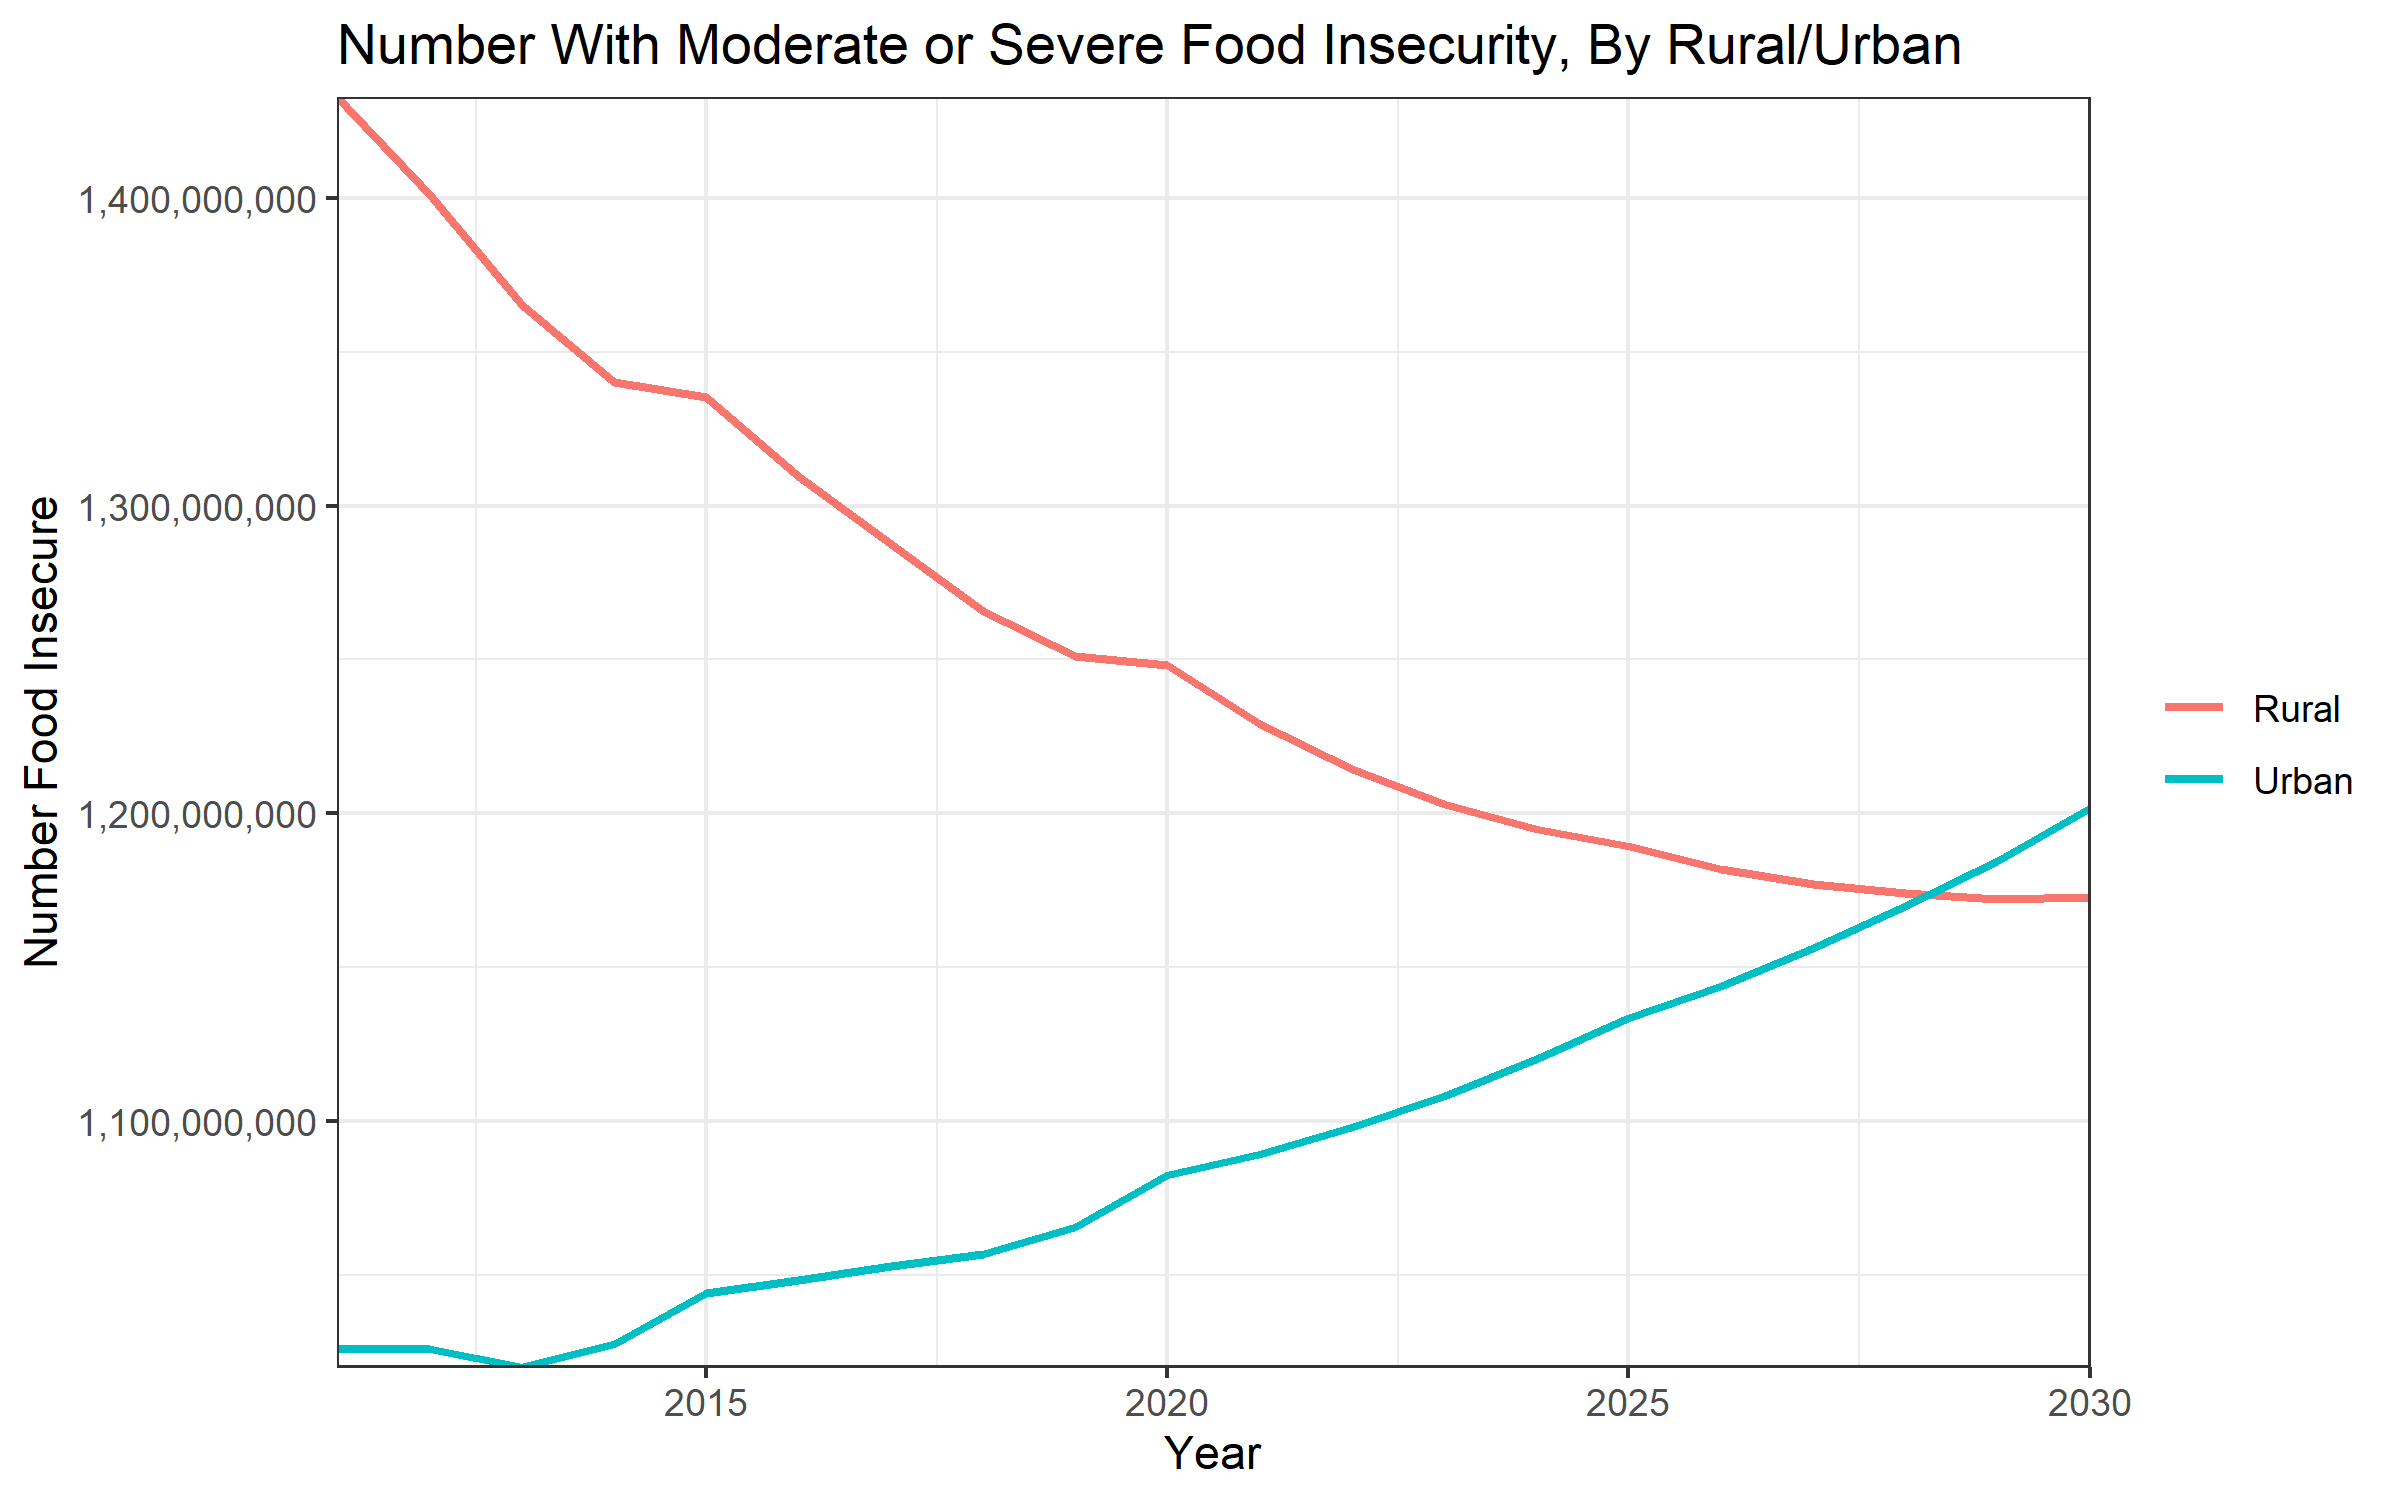 Number With Moderate or Severe Food Insecurity, By Rural/Urban
Number Food Insecure
1,400,000,000
1,300,000,000
1,200,000,000
1,100,000,000
2015
2020
2025
2030
Year
Rural
Urban